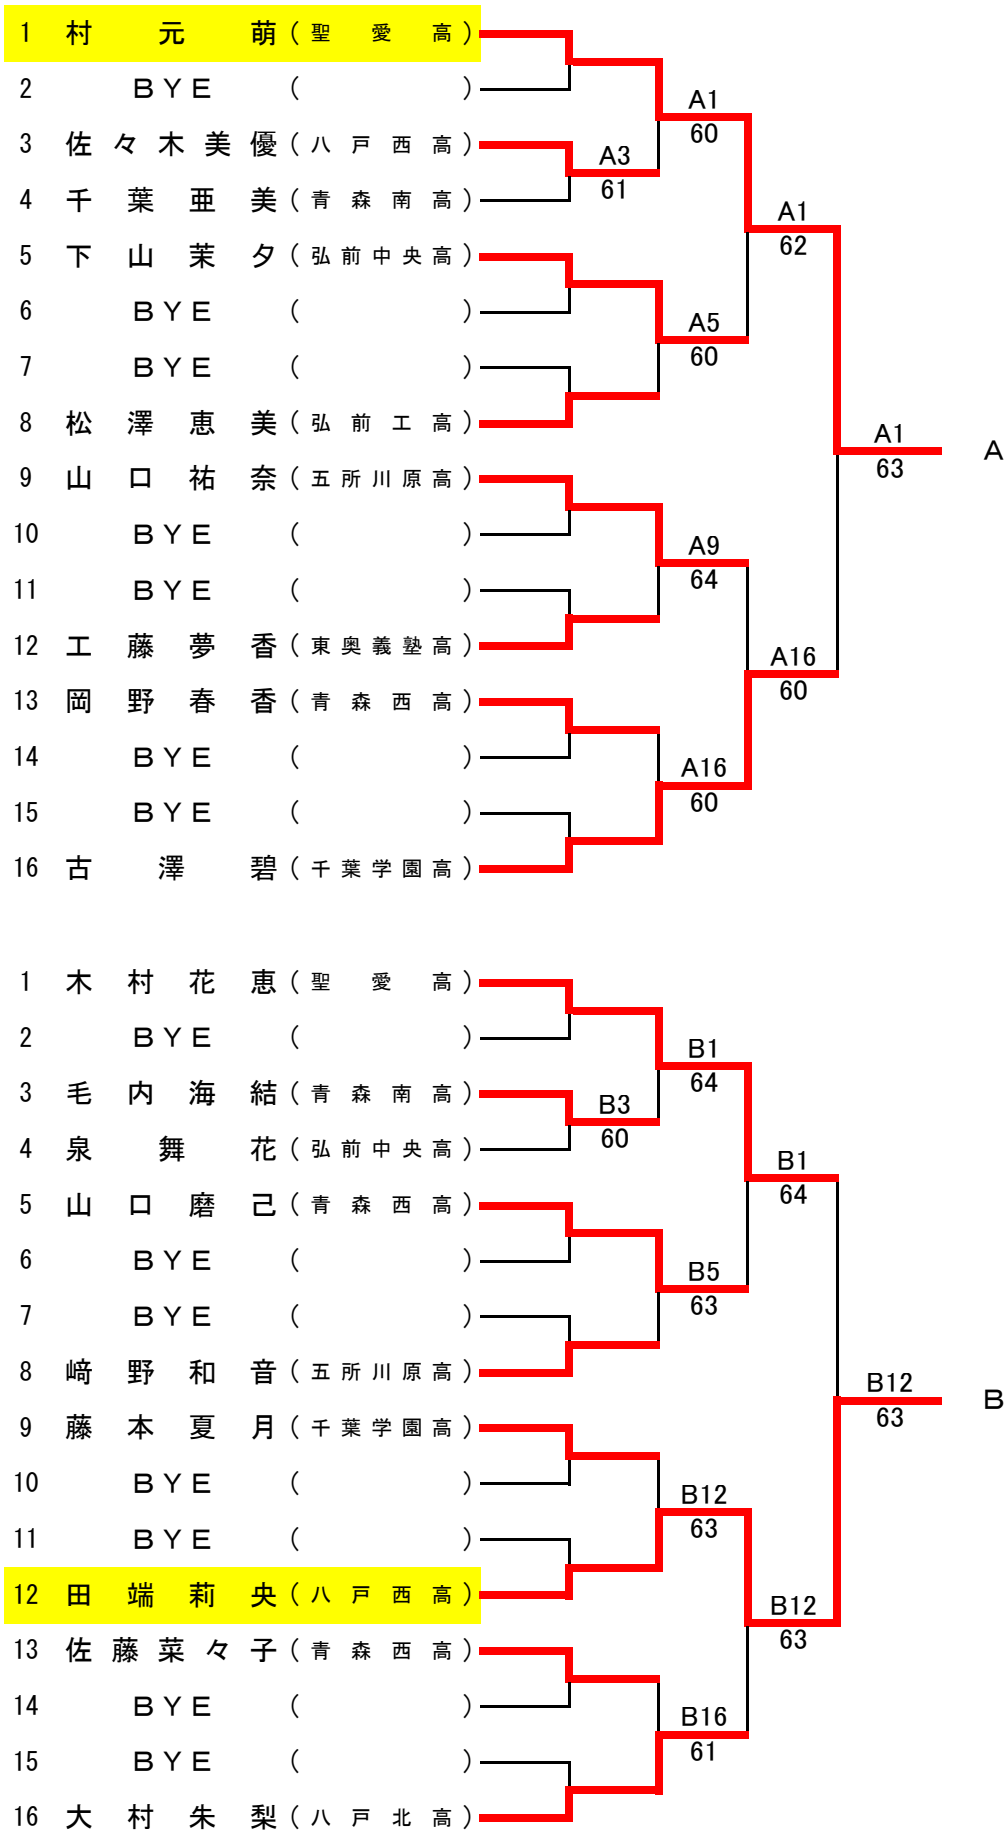 1 村元萌(聖愛高)
2 BYE ( )
A1
60
3 佐々木美優(八戸西高)
A3
61
4 千葉亜美(青森南高)
A1
62
5 下山茉夕(弘前中央高)
6 BYE ( )
A5
60
7 BYE ( )
8 松澤恵美(弘前工高)
A1
63
A
9 山口祐奈(五所川原高)
10 BYE ( )
A9
64
11 BYE ( )
12 工藤夢香(東奥義塾高)
A16
60
13 岡野春香(青森西高)
14 BYE ( )
A16
60
15 BYE ( )
16 古澤碧(千葉学園高)
1 木村花恵(聖愛高)
2 BYE ( )
B1
64
3 毛内海結(青森南高)
B3
60
4 泉舞花(弘前中央高)
B1
64
5 山口磨己(青森西高)
6 BYE ( )
B5
63
7 BYE ( )
8 﨑野和音(五所川原高)
B12
63
B
9 藤本夏月(千葉学園高)
10 BYE ( )
B12
63
11 BYE ( )
12 田端莉央(八戸西高)
B12
63
13 佐藤菜々子(青森西高)
14 BYE ( )
B16
61
15 BYE ( )
16 大村朱梨(八戸北高)